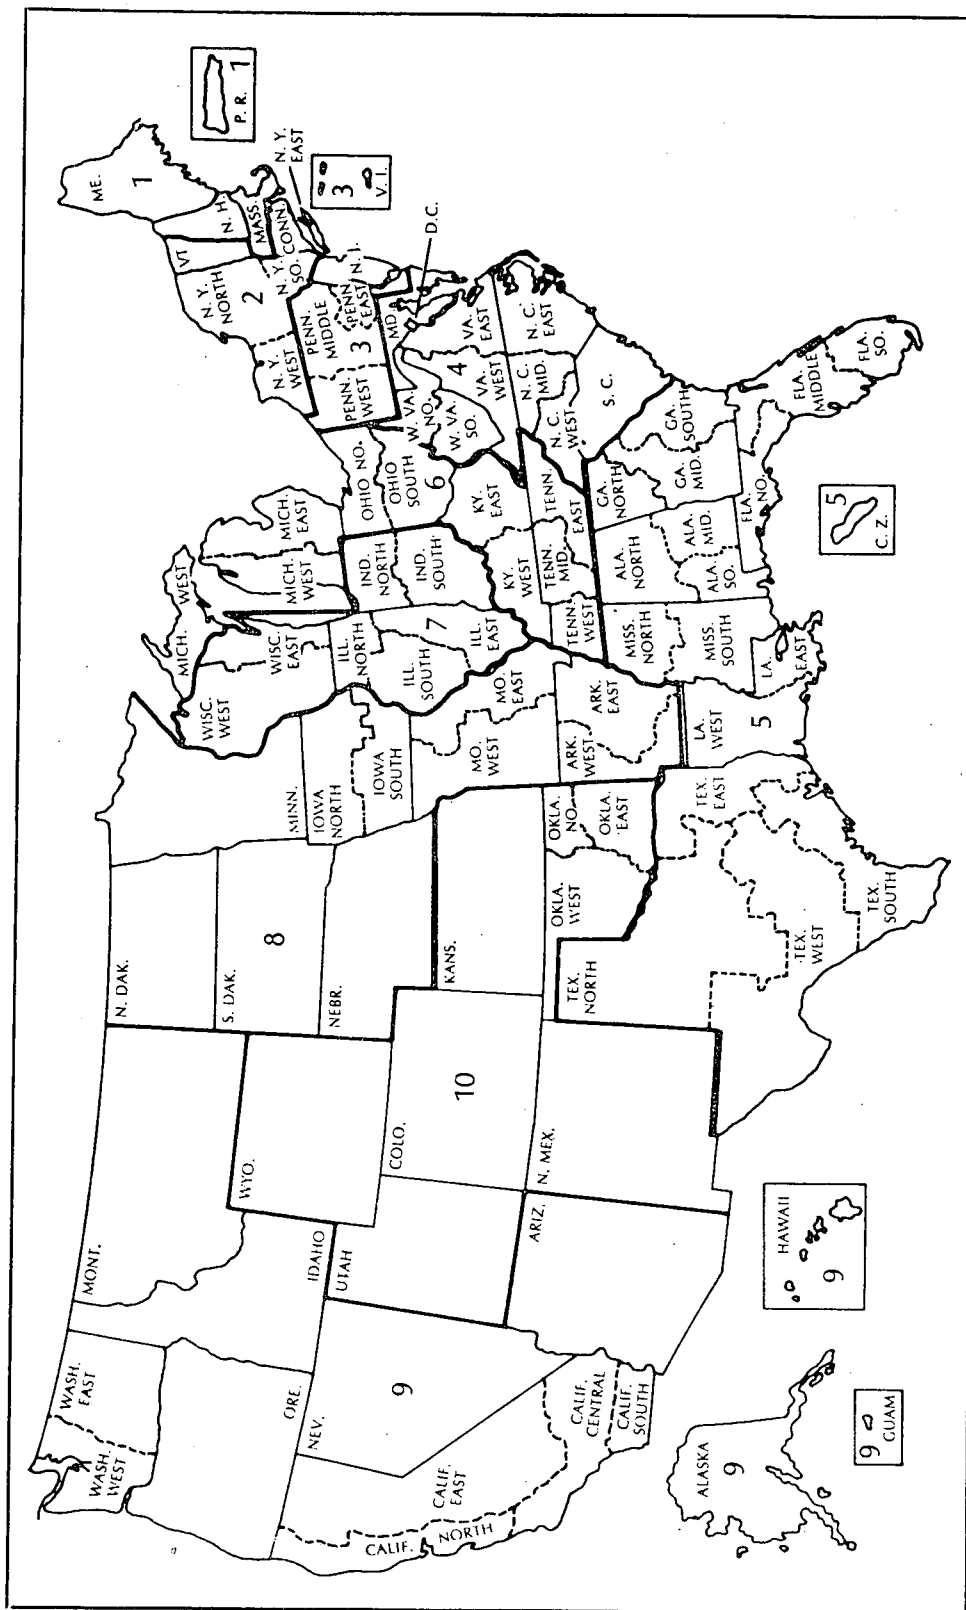 WASH.
WEST
WASH.
EAST
MONT.
N. DAK.
MINN.
MICH.
WEST
ME.
1
VT.
N. H.
N. Y.
NORTH
2
MASS.
CONN.
N. Y.
EAST
P. R.
1
3
V. I.
ORE.
IDAHO
WYO.
S. DAK.
8
WISC.
WEST
WISC.
EAST
MICH.
WEST
MICH.
EAST
N. Y.
WEST
N. Y.
SO.
PENN.
WEST
PENN.
MIDDLE
PENN.
EAST
3
N. J.
NEV.
9
UTAH
COLO.
10
NEBR.
IOWA
NORTH
IOWA
SOUTH
ILL.
NORTH
ILL.
SOUTH
7
ILL.
EAST
IND.
NORTH
IND.
SOUTH
OHIO NO.
OHIO
SOUTH
6
W. VA.
NO.
W. VA.
SO.
MD.
D.C.
4
VA.
WEST
VA.
EAST
CALIF.
NORTH
CALIF.
EAST
CALIF.
CENTRAL
CALIF.
SOUTH
ARIZ.
N. MEX.
KANS.
MO.
WEST
MO.
EAST
KY.
WEST
KY.
EAST
OKLA.
WEST
OKLA.
NO.
OKLA.
EAST
ARK.
WEST
ARK.
EAST
TENN.
WEST
TENN.
MID.
TENN.
EAST
N. C.
WEST
N. C.
MID.
N. C.
EAST
S. C.
TEX.
NORTH
TEX.
EAST
TEX.
WEST
TEX.
SOUTH
LA.
WEST
5
LA.
EAST
MISS.
NORTH
MISS.
SOUTH
ALA.
NORTH
ALA.
MID.
ALA.
SO.
GA.
NORTH
GA.
MID.
GA.
SOUTH
FLA.
NO.
FLA.
MIDDLE
FLA.
SO.
ALASKA
9
9
GUAM
HAWAII
9
5
C. Z.